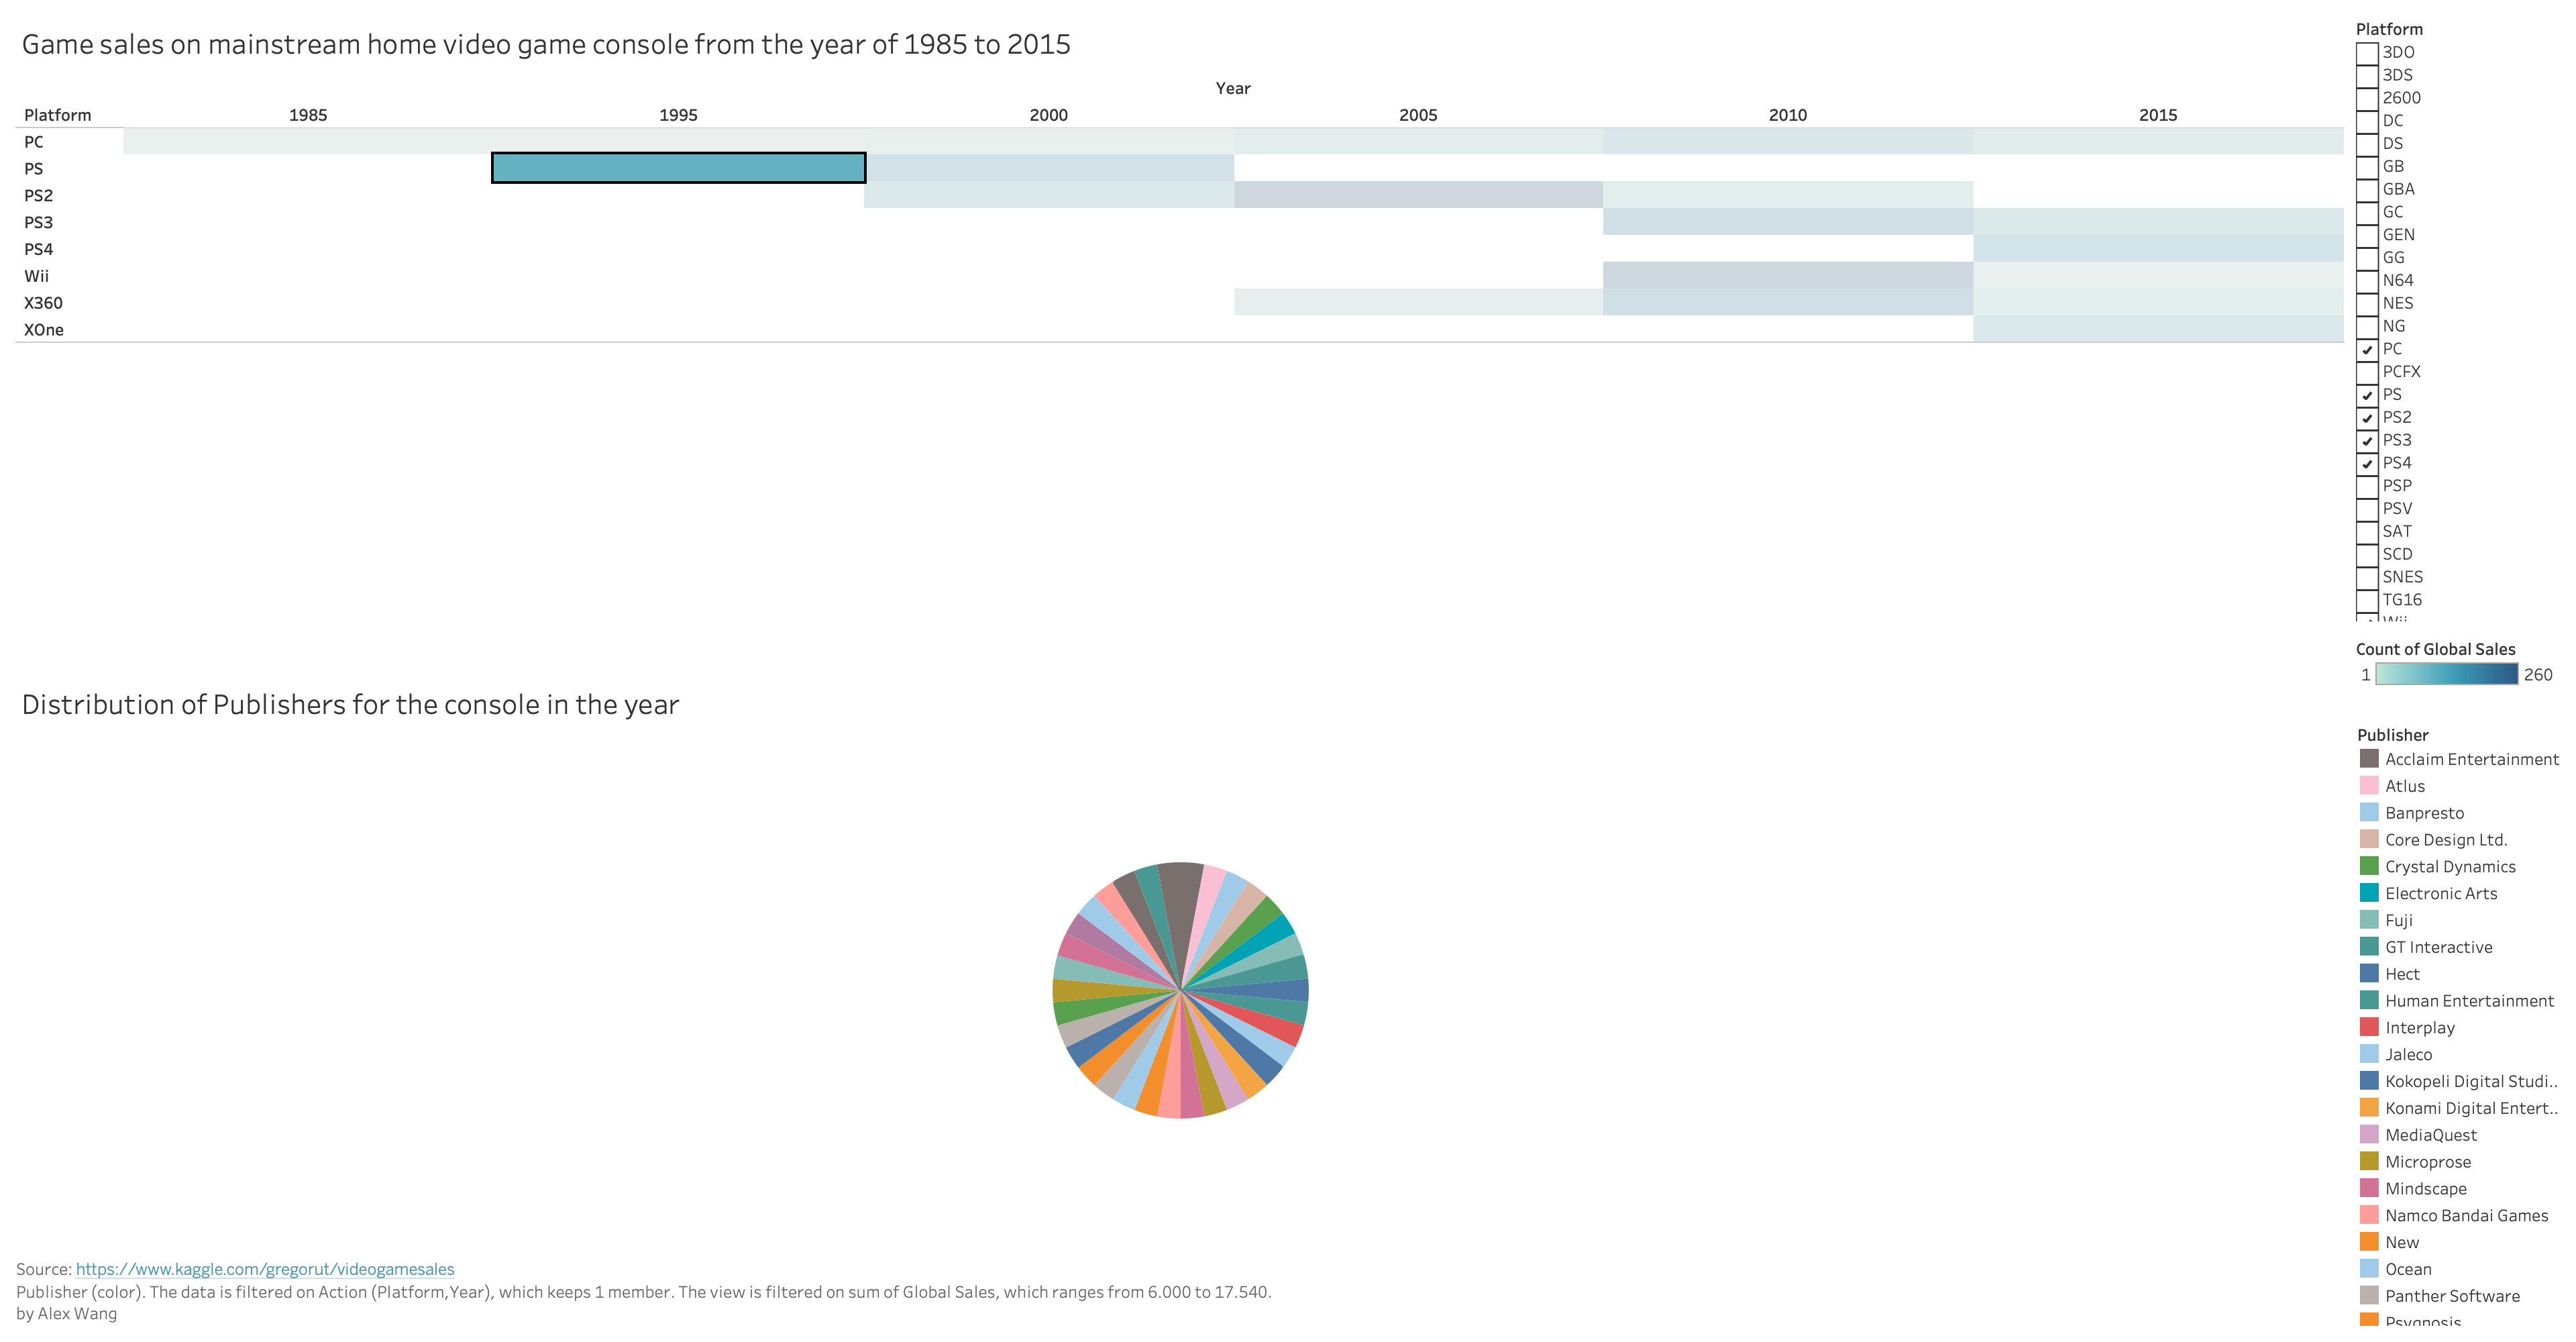 Game sales on mainstream home video game console from the year of 1985 to 2015
Year
Platform 1985 1995 2000 2005 2010 2015
PC
PS
PS2
PS3
PS4
Wii
X360
XOne
Platform
3DO
3DS
2600
DC
DS
GB
GBA
GC
GEN
GG
N64
NES
NG
PC
PCFX
PS
PS2
PS3
PS4
PSP
PSV
SAT
SCD
SNES
TG16
Wii
Count of Global Sales
1 260
Distribution of Publishers for the console in the year
Publisher
Acclaim Entertainment
Atlus
Banpresto
Core Design Ltd.
Crystal Dynamics
Electronic Arts
Fuji
GT Interactive
Hect
Human Entertainment
Interplay
Jaleco
Kokopeli Digital Studi..
Konami Digital Entert..
MediaQuest
Microprose
Mindscape
Namco Bandai Games
New
Ocean
Panther Software
Psygnosis
Source: https://www.kaggle.com/gregorut/videogamesales
Publisher (color). The data is filtered on Action (Platform,Year), which keeps 1 member. The view is filtered on sum of Global Sales, which ranges from 6.000 to 17.540.
by Alex Wang